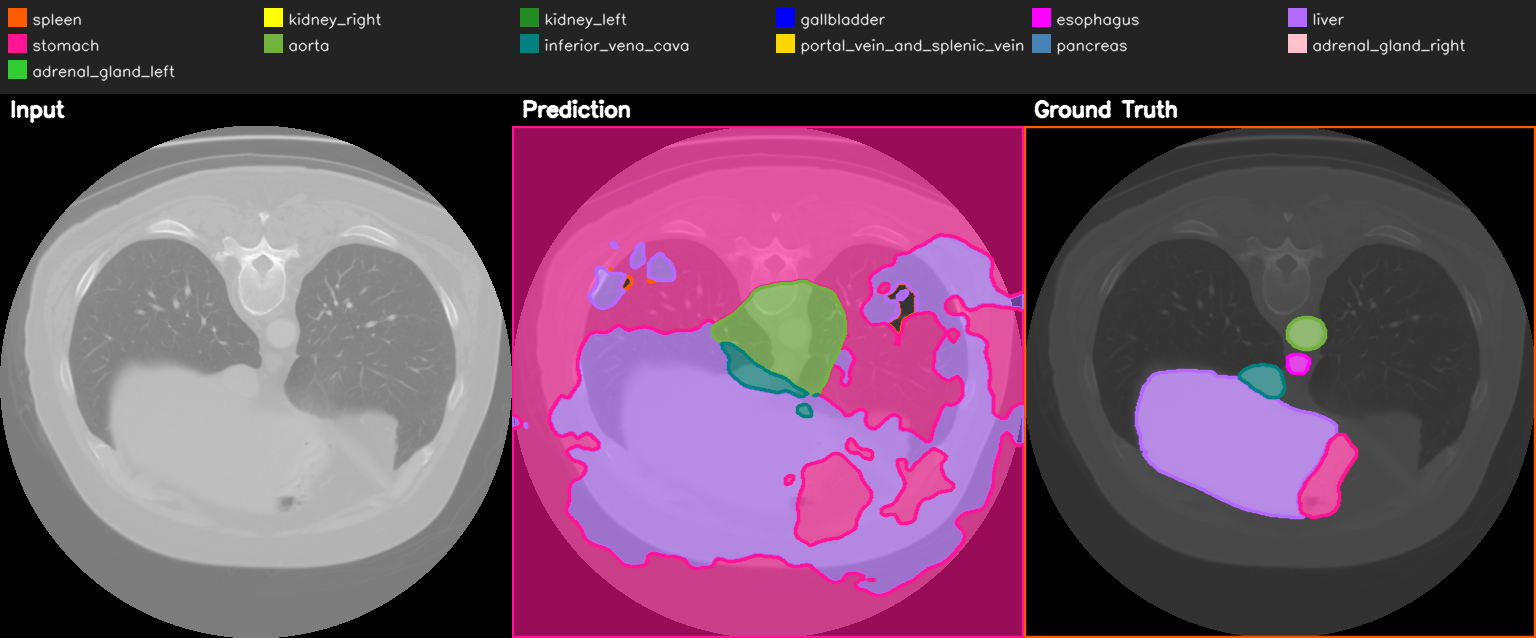 spleen kidney_right kidney_left gallbladder esophagus liver
stomach aorta inferior_vena_cava portal_vein_and_splenic_vein pancreas adrenal_gland_right
adrenal_gland_left
Input Prediction Ground Truth